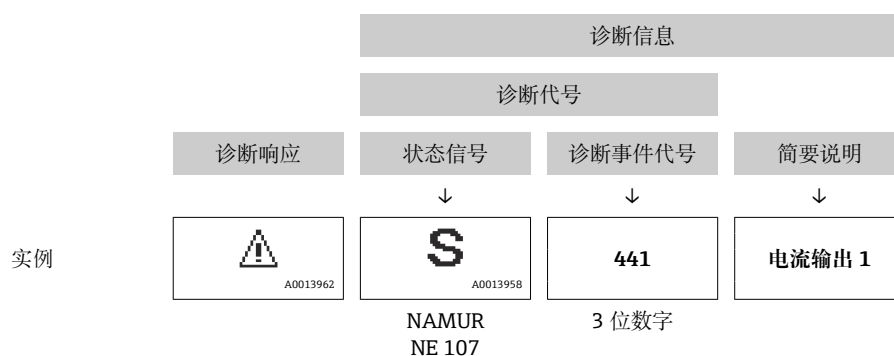 诊断信息
诊断代号
诊断响应 状态信号 诊断事件代号 简要说明
↓ ↓ ↓
实例 S 441 电流输出 1
A0013962 A0013958
NAMUR 3 位数字
NE 107